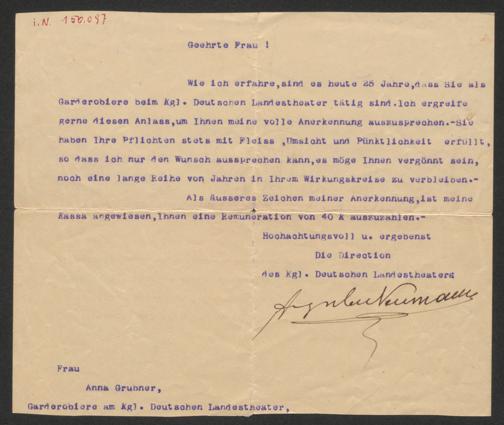 I.N. 150.097
Geehrte Frau !
Wie ich erfahre,sind es heute 25 Jahre,dass Sie als
Garderobiere beim Kgl. Deutschen Landestheater tätig sind.Ich ergreife
gerne diesen Anlass,um Ihnen meine volle Anerkennung auszusprechen.-Sie
haben Ihre Pflichten stets mit Fleiss ,Umsicht und Pünktlichkeit erfüllt,
so dass ich nur den Wunsch aussprechen kann,es möge Ihnen vergönnt sein,
noch eine lange Reihe von Jahren in Ihrem Wirkungskreise zu verbleiben.-
Als äusseres Zeichen meiner Anerkennung,ist meine
Kassa angewiesen,Ihnen eine Remuneration von 40 K auszuzahlen.-
Hochachtungsvoll u. ergebenst
Die Direction
des Kgl. Deutschen Landestheaters
Angelo Neumann
Frau
Anna Grubner,
Garderobiere am Kgl. Deutschen Landestheater,